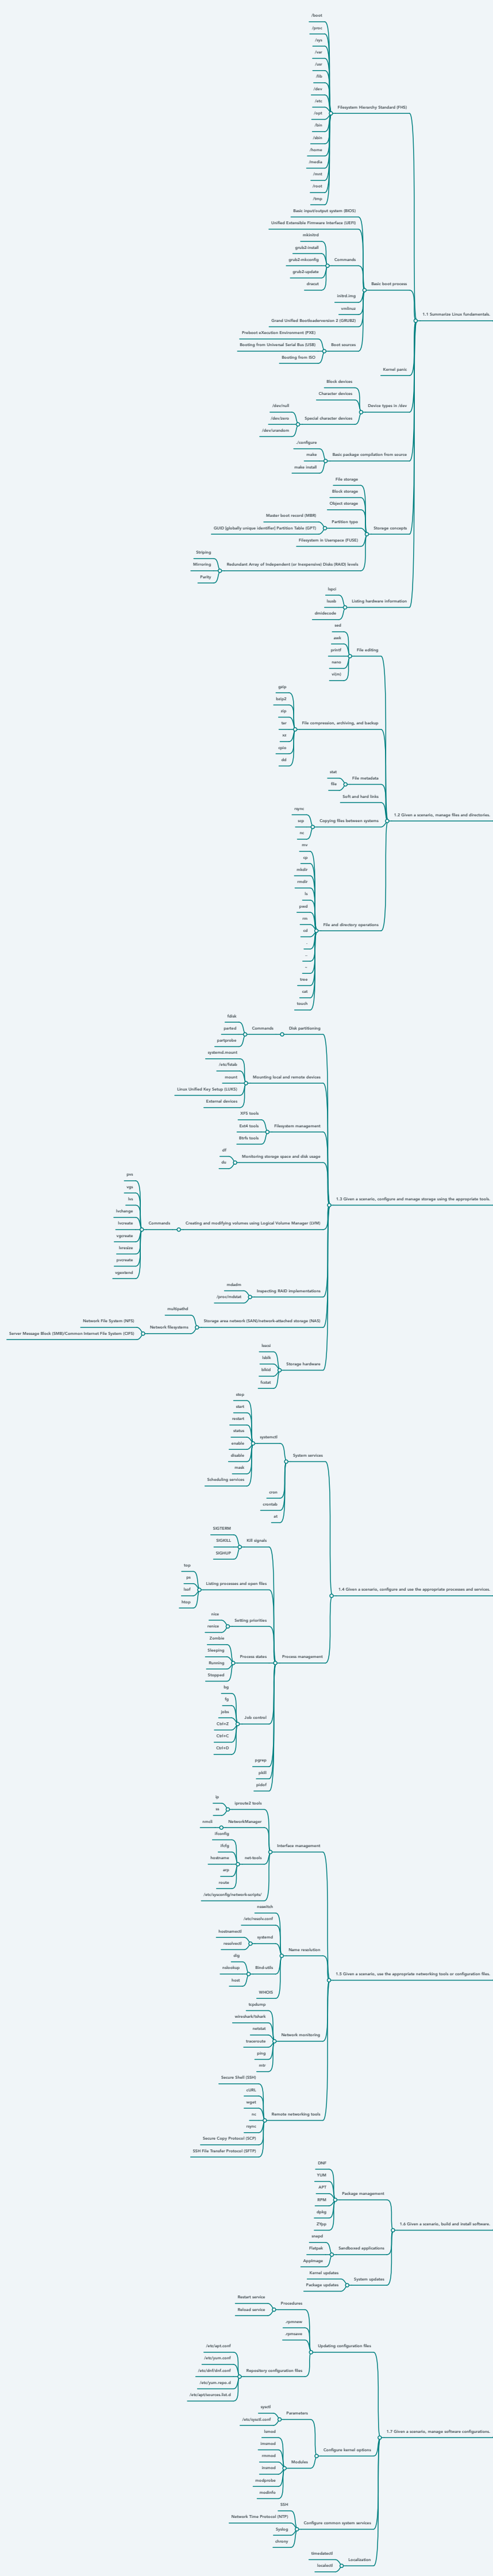 /boot
/proc
/sys
/var
/usr
/lib
/dev
/etc
/opt
/bin
/sbin
/home
/media
/mnt
/root
/tmp
Filesystem Hierarchy Standard (FHS)
Basic input/output system (BIOS)
Unified Extensible Firmware Interface (UEFI)
mkinitrd
grub2-install
grub2-mkconfig
grub2-update
dracut
Commands
initrd.img
vmlinuz
Grand Unified Bootloader version 2 (GRUB2)
Preboot eXecution Environment (PXE)
Booting from Universal Serial Bus (USB)
Booting from ISO
Boot sources
Basic boot process
1.1 Summarize Linux fundamentals.
Kernel panic
Block devices
Character devices
/dev/null
/dev/zero
/dev/urandom
Special character devices
Device types in /dev
./configure
make
make install
Basic package compilation from source
File storage
Block storage
Object storage
Master boot record (MBR)
GUID [globally unique identifier] Partition Table (GPT)
Partition type
Filesystem in Userspace (FUSE)
Striping
Mirroring
Parity
Redundant Array of Independent (or Inexpensive) Disks (RAID) levels
Storage concepts
lspci
lsusb
dmidecode
Listing hardware information
sed
awk
printf
nano
vi(m)
File editing
gzip
bzip2
zip
tar
xz
cpio
dd
File compression, archiving, and backup
stat
file
File metadata
Soft and hard links
rsync
scp
nc
Copying files between systems
mv
cp
mkdir
rmdir
ls
pwd
rm
cd
.
..
~
tree
cat
touch
File and directory operations
1.2 Given a scenario, manage files and directories.
fdisk
parted
partprobe
Commands
Disk partitioning
systemd.mount
/etc/fstab
mount
Linux Unified Key Setup (LUKS)
External devices
Mounting local and remote devices
XFS tools
Ext4 tools
Btrfs tools
Filesystem management
df
du
Monitoring storage space and disk usage
pvs
vgs
lvs
lvchange
lvcreate
vgcreate
lvresize
pvcreate
vgextend
Commands
Creating and modifying volumes using Logical Volume Manager (LVM)
mdadm
/proc/mdstat
Inspecting RAID implementations
multipathd
Network File System (NFS)
Server Message Block (SMB)/Common Internet File System (CIFS)
Network filesystems
Storage area network (SAN)/network-attached storage (NAS)
lsscsi
lsblk
blkid
fcstat
Storage hardware
1.3 Given a scenario, configure and manage storage using the appropriate tools.
stop
start
restart
status
enable
disable
mask
Scheduling services
systemctl
cron
crontab
at
System services
SIGTERM
SIGKILL
SIGHUP
Kill signals
top
ps
lsof
htop
Listing processes and open files
nice
renice
Setting priorities
Zombie
Sleeping
Running
Stopped
Process states
bg
fg
jobs
Ctrl+Z
Ctrl+C
Ctrl+D
Job control
pgrep
pkill
pidof
Process management
1.4 Given a scenario, configure and use the appropriate processes and services.
ip
ss
iproute2 tools
nmcli
NetworkManager
ifconfig
ifcfg
hostname
arp
route
net-tools
/etc/sysconfig/network-scripts/
Interface management
nsswitch
/etc/resolv.conf
hostnamectl
resolvectl
systemd
dig
nslookup
host
Bind-utils
WHOIS
Name resolution
tcpdump
wireshark/tshark
netstat
traceroute
ping
mtr
Network monitoring
Secure Shell (SSH)
cURL
wget
nc
rsync
Secure Copy Protocol (SCP)
SSH File Transfer Protocol (SFTP)
Remote networking tools
1.5 Given a scenario, use the appropriate networking tools or configuration files.
DNF
YUM
APT
RPM
dpkg
ZYpp
Package management
snapd
Flatpak
AppImage
Sandboxed applications
Kernel updates
Package updates
System updates
1.6 Given a scenario, build and install software.
Restart service
Reload service
Procedures
.rpmnew
.rpmsave
/etc/apt.conf
/etc/yum.conf
/etc/dnf/dnf.conf
/etc/yum.repo.d
/etc/apt/sources.list.d
Repository configuration files
Updating configuration files
sysctl
/etc/sysctl.conf
Parameters
lsmod
imsmod
rmmod
insmod
modprobe
modinfo
Modules
Configure kernel options
SSH
Network Time Protocol (NTP)
Syslog
chrony
Configure common system services
timedatectl
localectl
Localization
1.7 Given a scenario, manage software configurations.